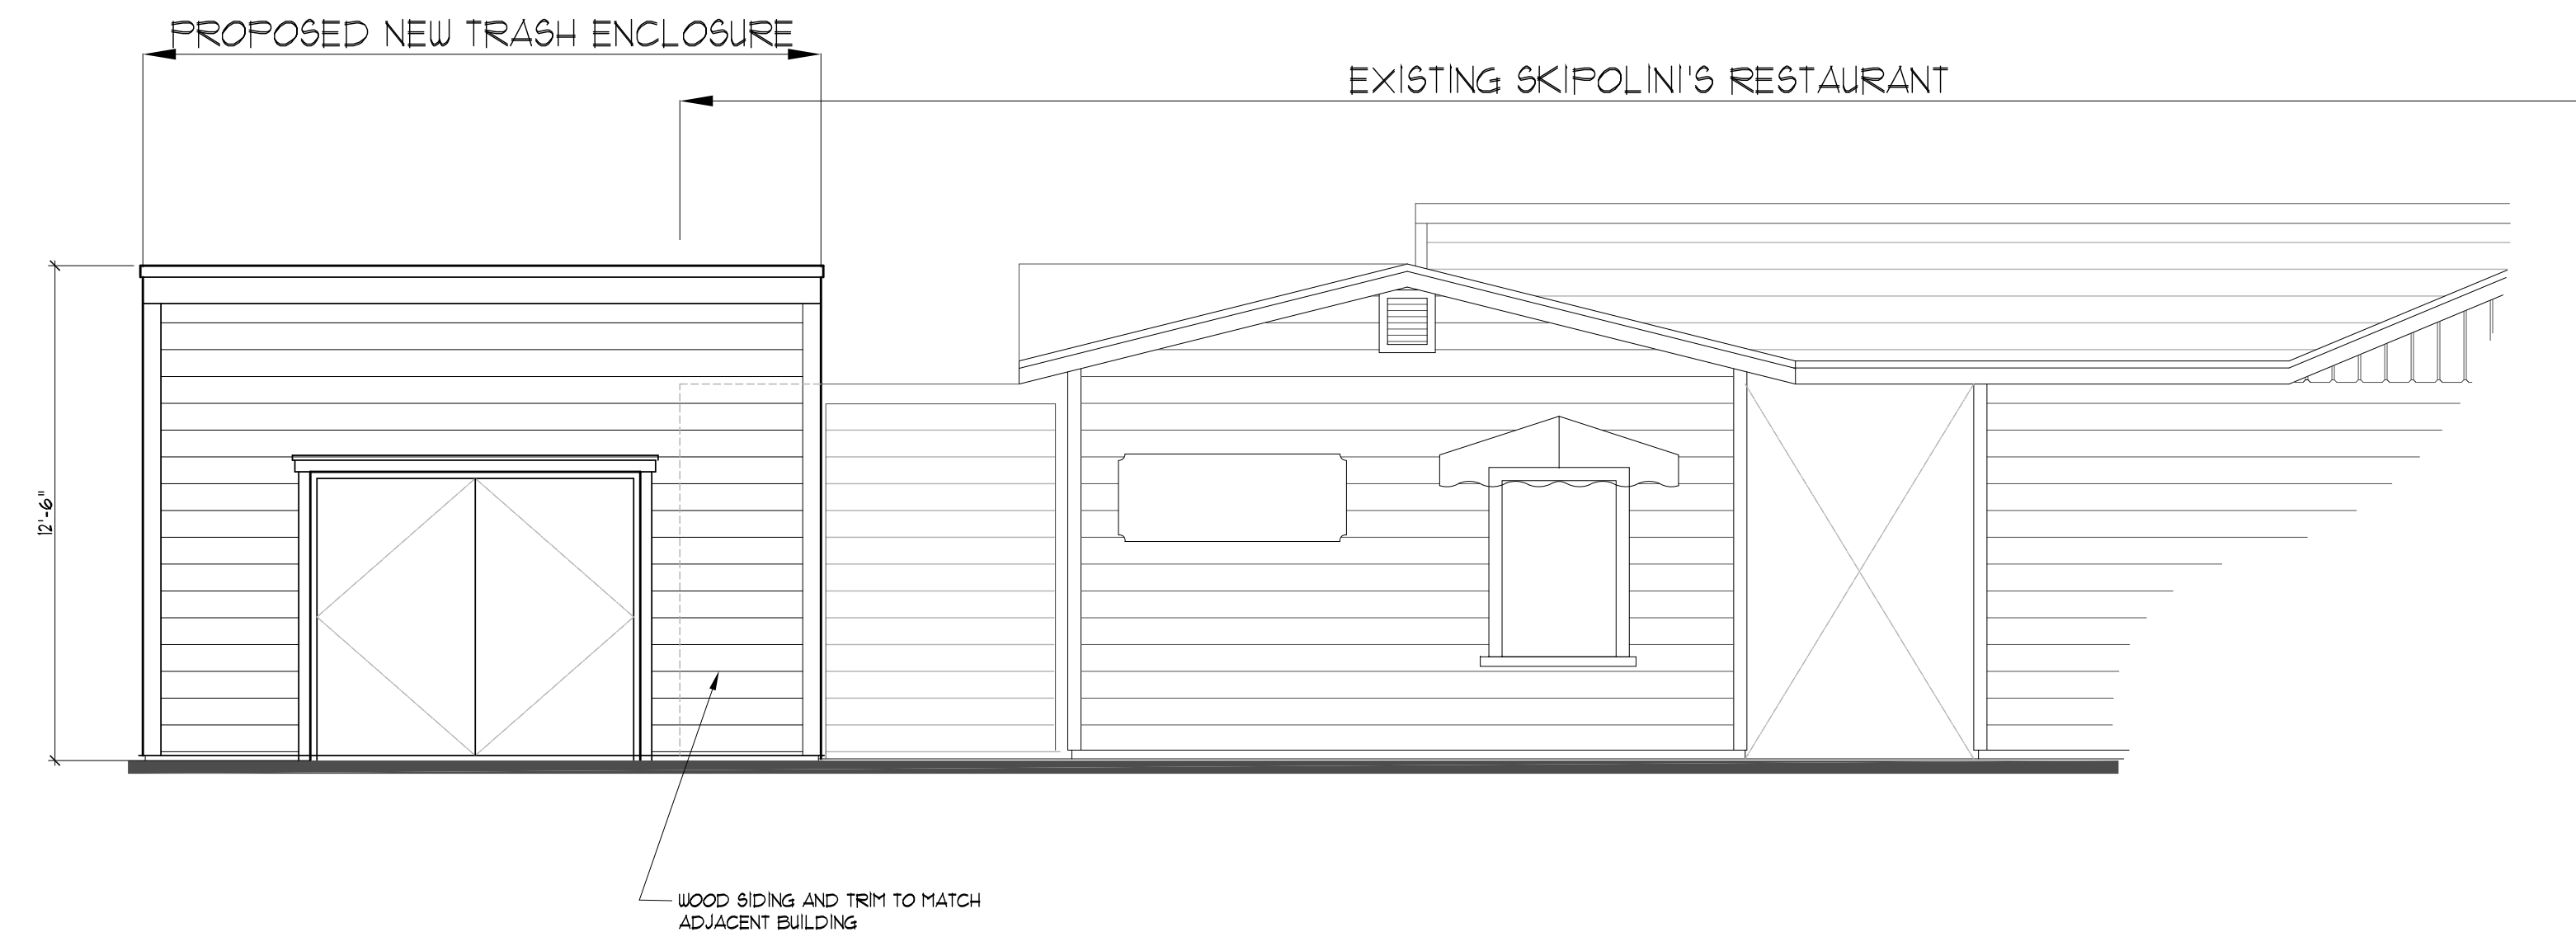 PROPOSED NEW TRASH ENCLOSURE
EXISTING SKIPOLINI'S RESTAURANT
12'-6"
WOOD SIDING AND TRIM TO MATCH
ADJACENT BUILDING